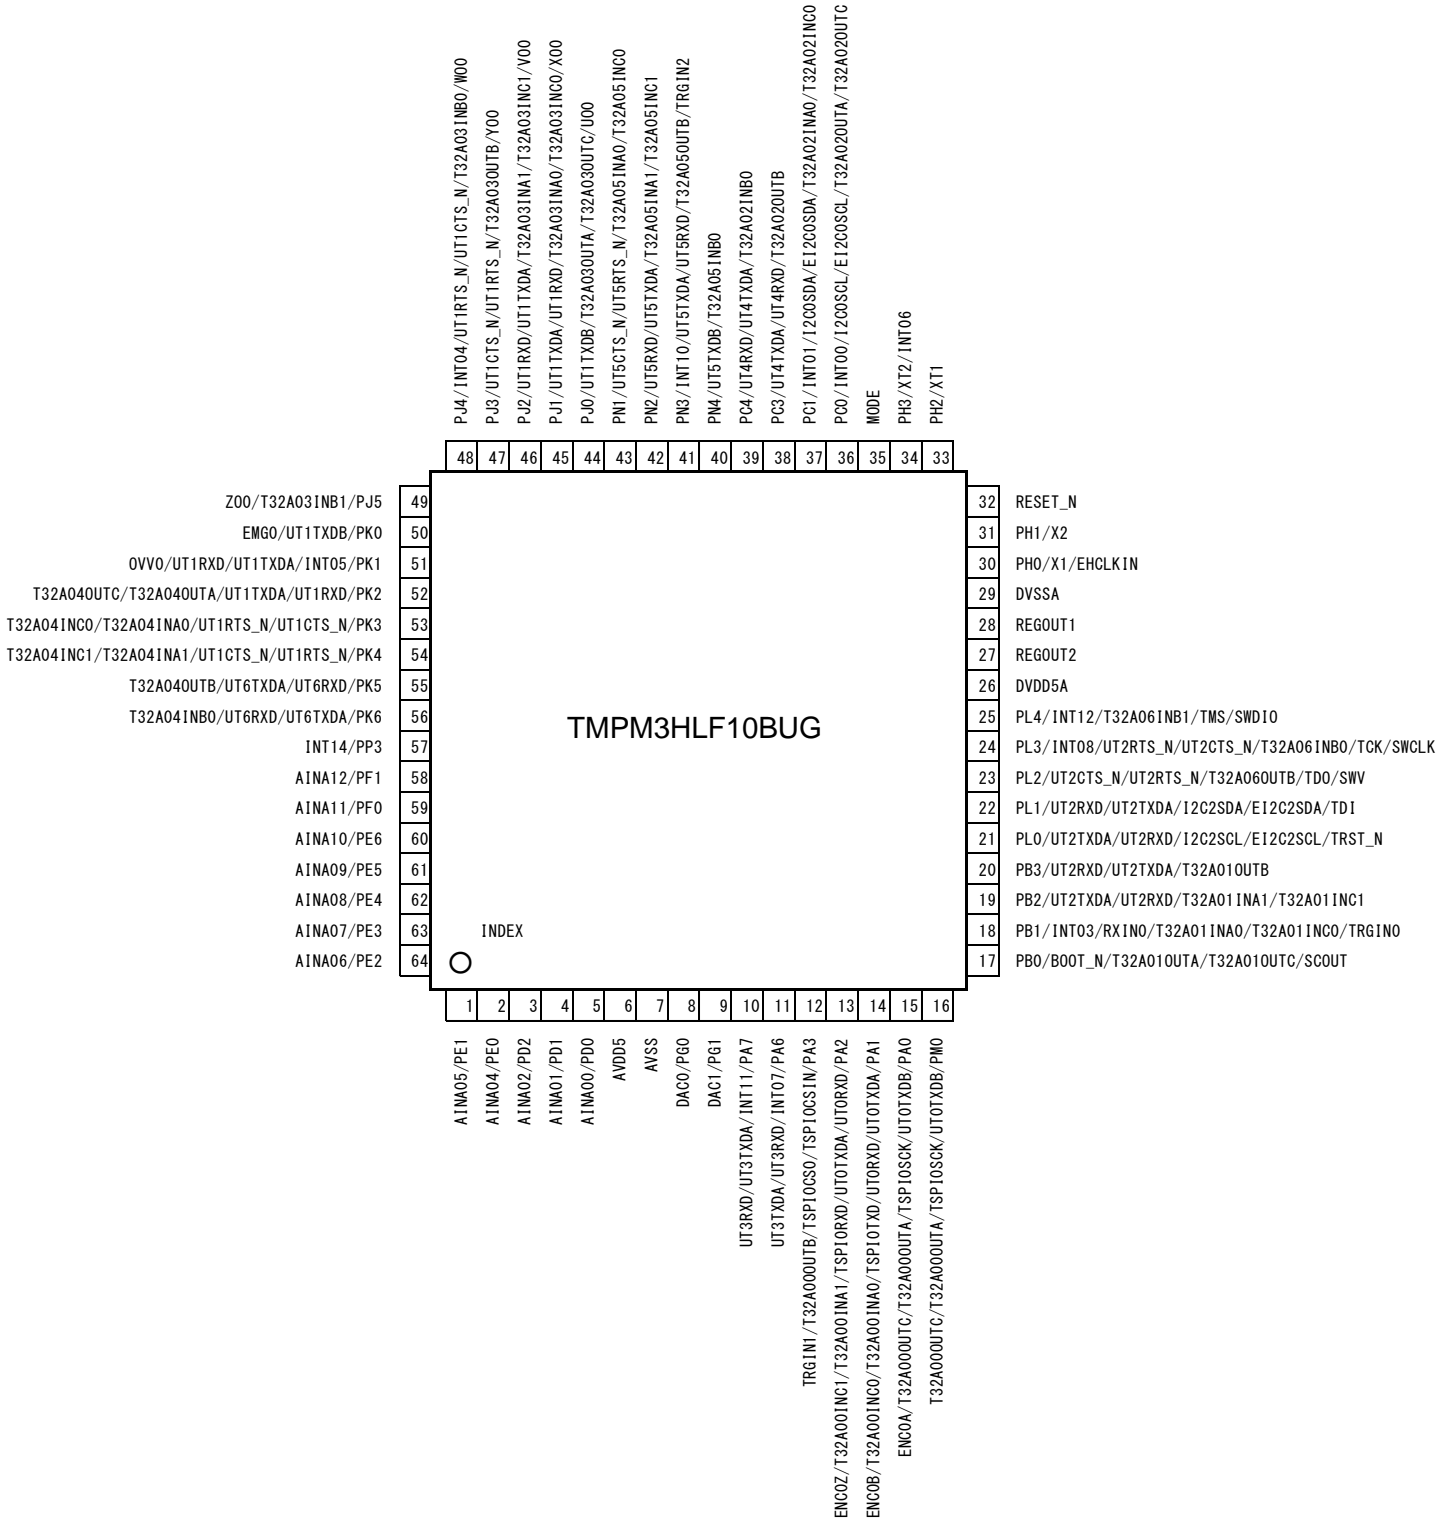 PJ4/INT04/UT1RTS_N/UT1CTS_N/T32A03INB0/WO0
PJ3/UT1CTS_N/UT1RTS_N/T32A03OUTB/YO0
PJ2/UT1RXD/UT1TXDA/T32A03INA1/T32A03INC1/VO0
PJ1/UT1TXDA/UT1RXD/T32A03INA0/T32A03INC0/XO0
PJ0/UT1TXDB/T32A03OUTA/T32A03OUTC/UO0
PN1/UT5CTS_N/UT5RTS_N/T32A05INA0/T32A05INC0
PN2/UT5RXD/UT5TXDA/T32A05INA1/T32A05INC1
PN3/INT10/UT5TXDA/UT5RXD/T32A05OUTB/TRGIN2
PN4/UT5TXDB/T32A05INB0
PC4/UT4RXD/UT4TXDA/T32A02INB0
PC3/UT4TXDA/UT4RXD/T32A02OUTB
PC1/INT01/I2C0SDA/EI2C0SDA/T32A02INA0/T32A02INC0
PC0/INT00/I2C0SCL/EI2C0SCL/T32A02OUTA/T32A02OUTC
MODE
PH3/XT2/INT06
PH2/XT1
48 47 46 45 44 43 42 41 40 39 38 37 36 35 34 33
ZO0/T32A03INB1/PJ5 49
EMG0/UT1TXDB/PK0 50
OVV0/UT1RXD/UT1TXDA/INT05/PK1 51
T32A04OUTC/T32A04OUTA/UT1TXDA/UT1RXD/PK2 52
T32A04INC0/T32A04INA0/UT1RTS_N/UT1CTS_N/PK3 53
T32A04INC1/T32A04INA1/UT1CTS_N/UT1RTS_N/PK4 54
T32A04OUTB/UT6TXDA/UT6RXD/PK5 55
T32A04INB0/UT6RXD/UT6TXDA/PK6 56
INT14/PP3 57
AINA12/PF1 58
AINA11/PF0 59
AINA10/PE6 60
AINA09/PE5 61
AINA08/PE4 62
AINA07/PE3 63
AINA06/PE2 64
TMPM3HLF10BUG
INDEX
32 RESET_N
31 PH1/X2
30 PH0/X1/EHCLKIN
29 DVSSA
28 REGOUT1
27 REGOUT2
26 DVDD5A
25 PL4/INT12/T32A06INB1/TMS/SWDIO
24 PL3/INT08/UT2RTS_N/UT2CTS_N/T32A06INB0/TCK/SWCLK
23 PL2/UT2CTS_N/UT2RTS_N/T32A06OUTB/TDO/SWV
22 PL1/UT2RXD/UT2TXDA/I2C2SDA/EI2C2SDA/TDI
21 PL0/UT2TXDA/UT2RXD/I2C2SCL/EI2C2SCL/TRST_N
20 PB3/UT2RXD/UT2TXDA/T32A01OUTB
19 PB2/UT2TXDA/UT2RXD/T32A01INA1/T32A01INC1
18 PB1/INT03/RXIN0/T32A01INA0/T32A01INC0/TRGIN0
17 PB0/BOOT_N/T32A01OUTA/T32A01OUTC/SCOUT
1 2 3 4 5 6 7 8 9 10 11 12 13 14 15 16
AINA05/PE1
AINA04/PE0
AINA02/PD2
AINA01/PD1
AINA00/PD0
AVDD5
AVSS
DAC0/PG0
DAC1/PG1
UT3RXD/UT3TXDA/INT11/PA7
UT3TXDA/UT3RXD/INT07/PA6
TRGIN1/T32A00OUTB/TSPI0CS0/TSPI0CSIN/PA3
ENC0Z/T32A00INC1/T32A00INA1/TSPI0RXD/UT0TXDA/UT0RXD/PA2
ENC0B/T32A00INC0/T32A00INA0/TSPI0TXD/UT0RXD/UT0TXDA/PA1
ENC0A/T32A00OUTC/T32A00OUTA/TSPI0SCK/UT0TXDB/PA0
T32A00OUTC/T32A00OUTA/TSPI0SCK/UT0TXDB/PM0